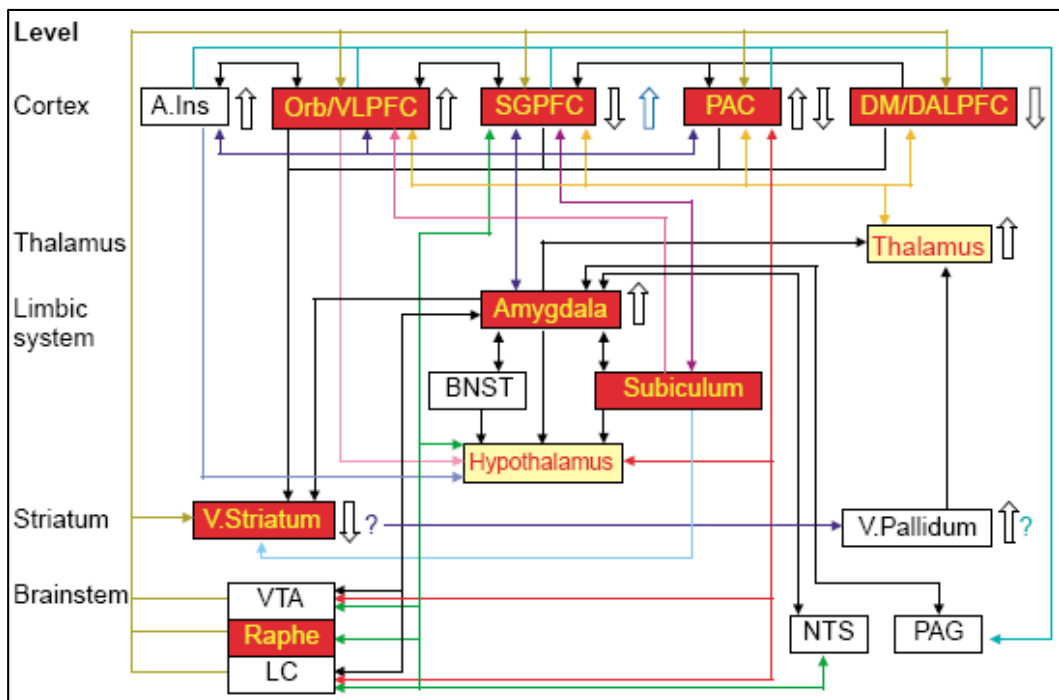 Level
Cortex
A.Ins
Orb/VLPFC
SGPFC
PAC
DM/DALPFC
Thalamus
Thalamus
Limbic
system
Amygdala
BNST
Subiculum
Hypothalamus
Striatum
V.Striatum
?
V.Pallidum
?
Brainstem
VTA
Raphe
LC
NTS
PAG